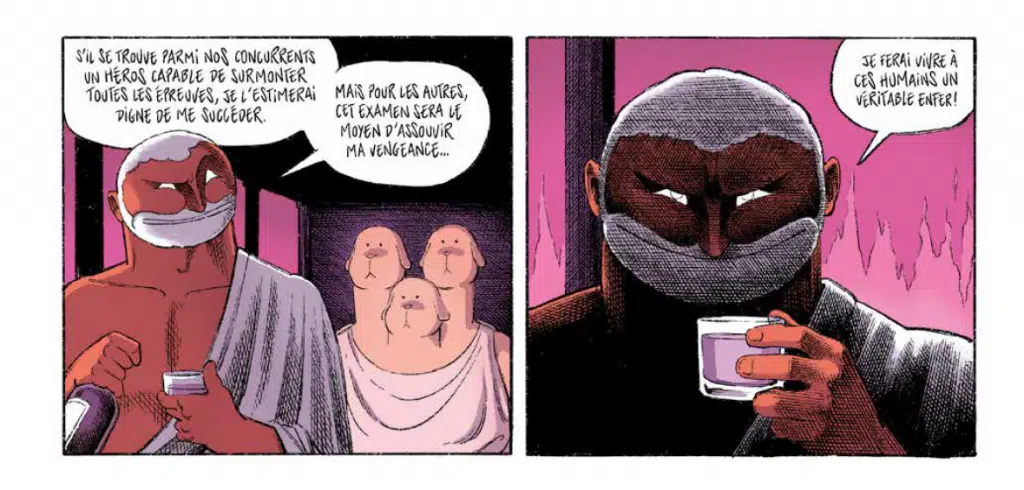 S'IL SE TROUVE PARMI NOS CONCURRENTS
UN HÉROS CAPABLE DE SURMONTER
TOUTES LES ÉPREUVES, JE L'ESTIMERAI
DIGNE DE ME SUCCÉDER.
MAIS POUR LES AUTRES,
CET EXAMEN SERA LE
MOYEN D'ASSOUVIR
MA VENGEANCE...
JE FERAI VIVRE À
CES HUMAINS UN
VÉRITABLE ENFER!